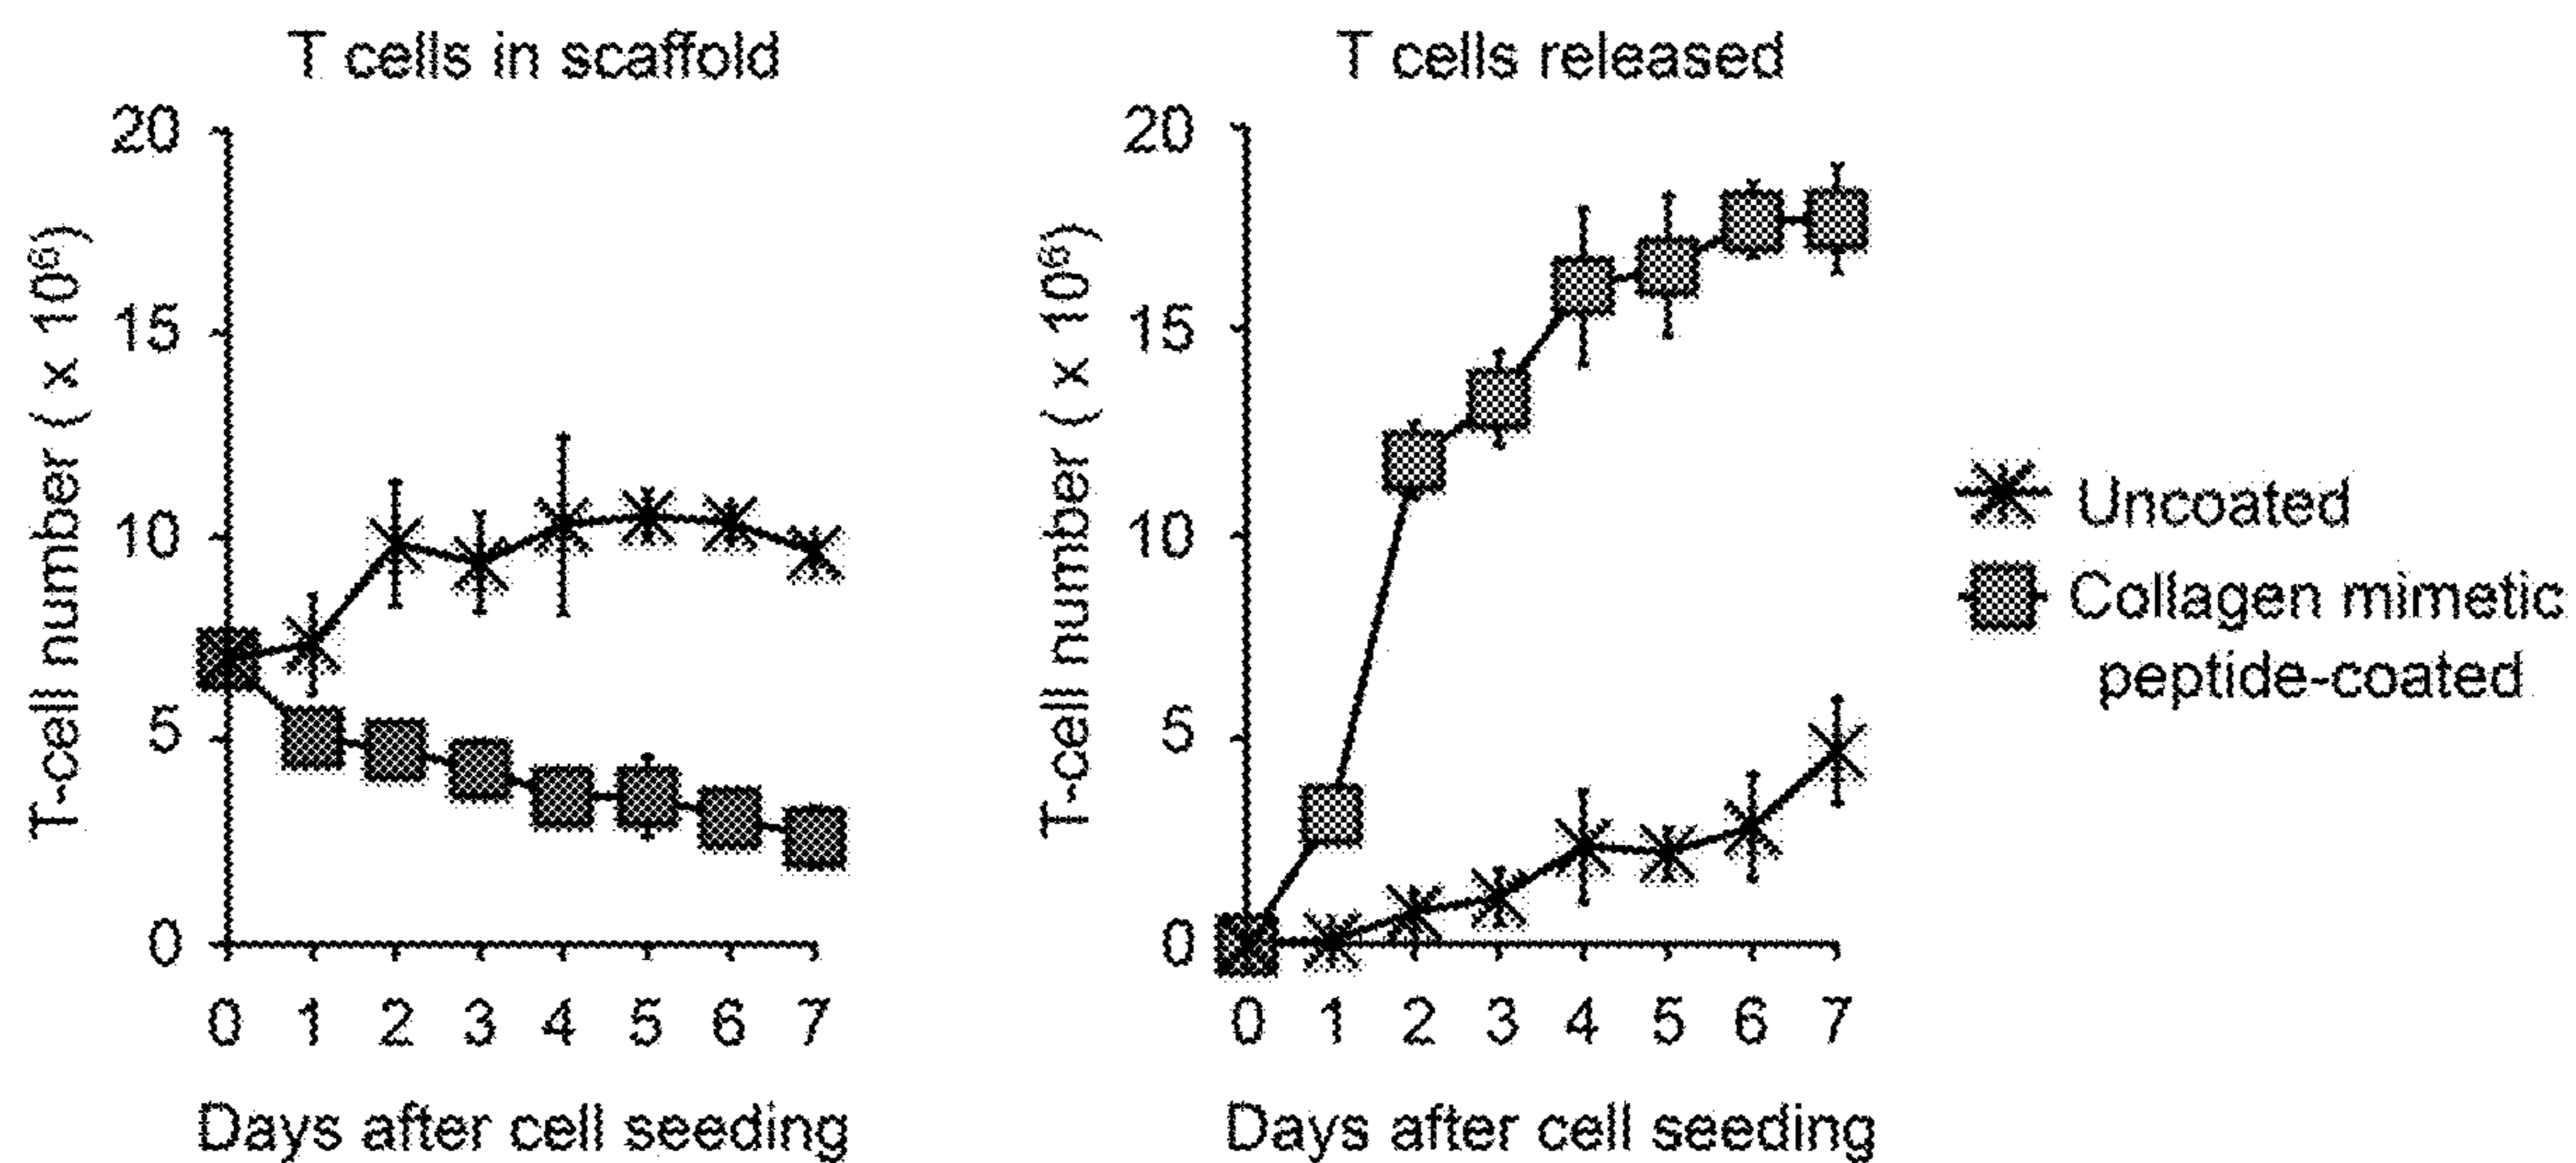 T cells in scaffold
20
15
10
5
0
T-cell number ( x 10⁶)
0 1 2 3 4 5 6 7
Days after cell seeding
T cells released
20
15
10
5
0
T-cell number ( x 10⁶)
0 1 2 3 4 5 6 7
Days after cell seeding
Uncoated
Collagen mimetic
peptide-coated